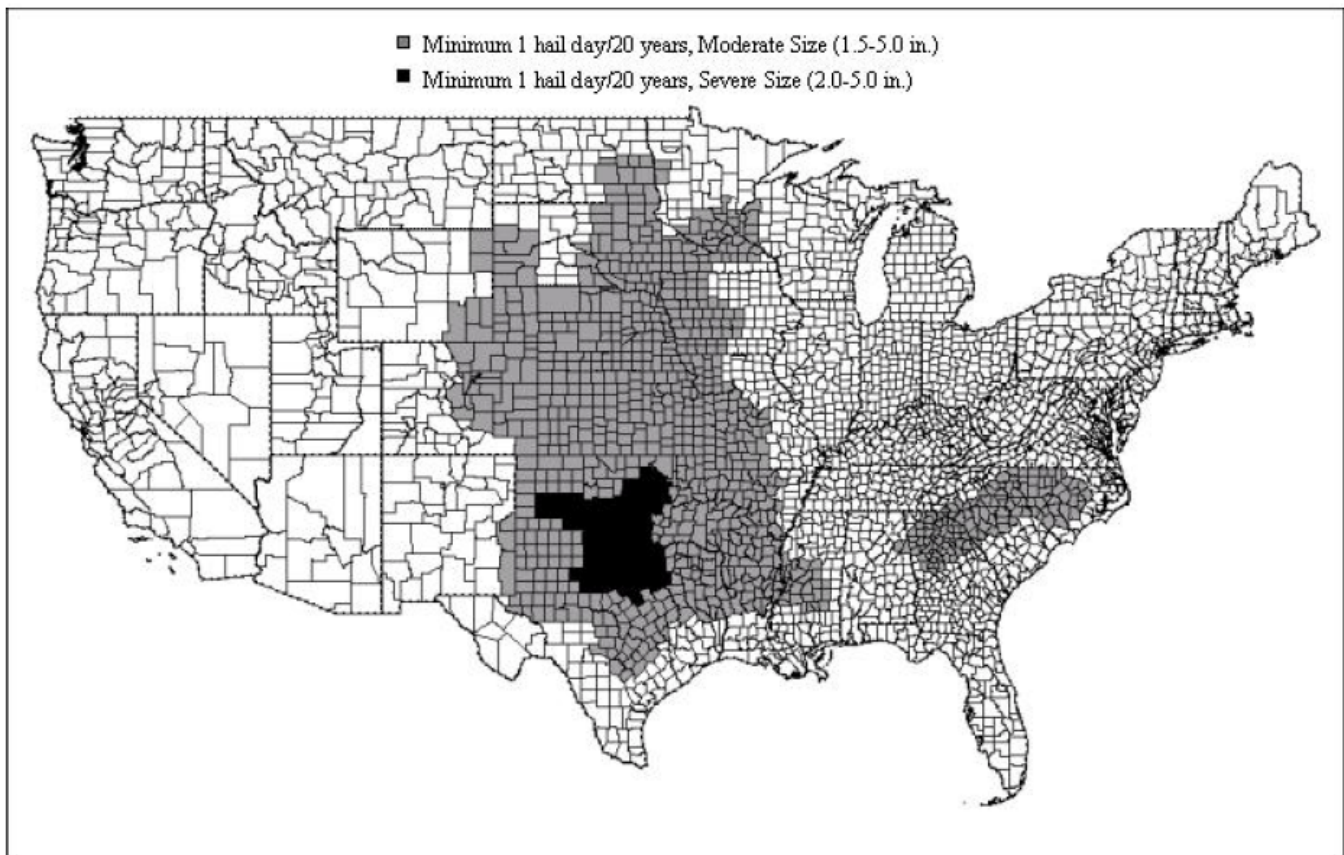 Minimum 1 hail day/20 years, Moderate Size (1.5-5.0 in.)
Minimum 1 hail day/20 years, Severe Size (2.0-5.0 in.)